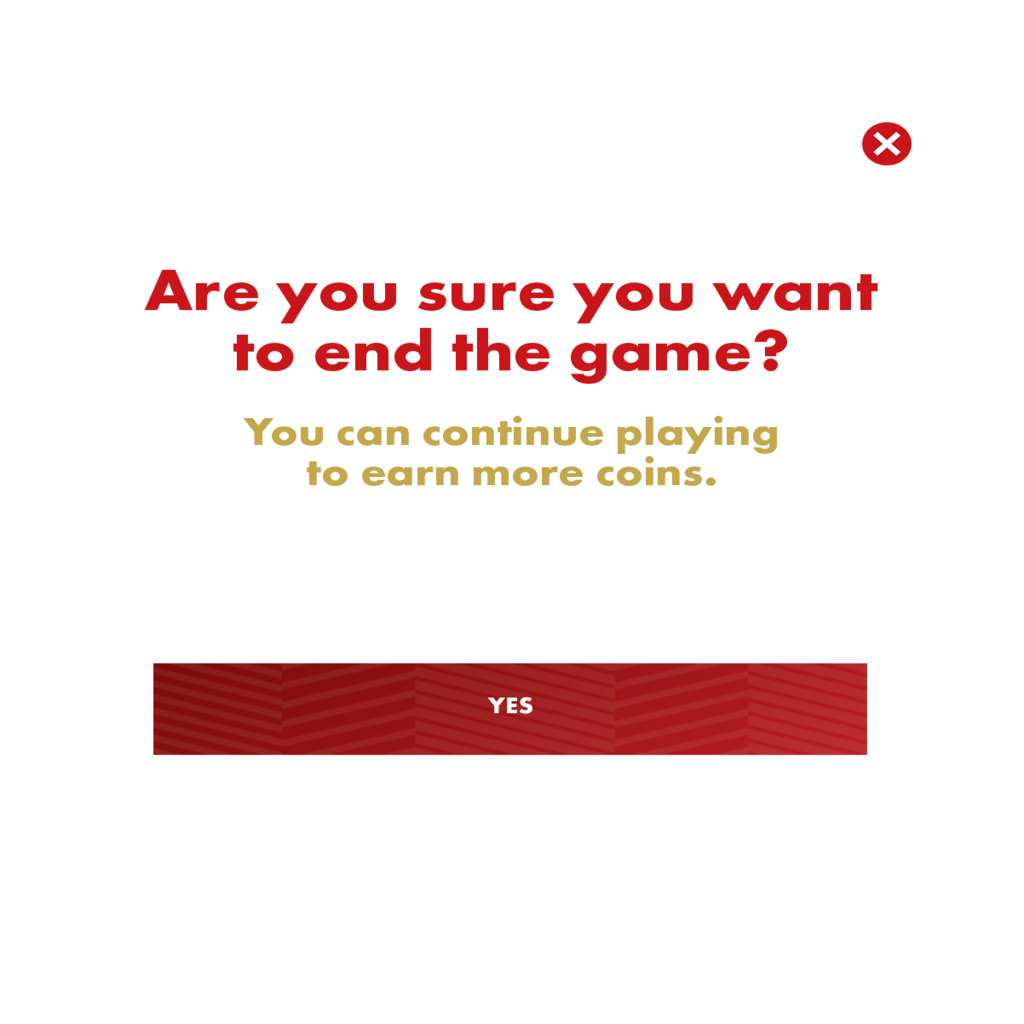 Are you sure you want
to end the game?
You can continue playing
to earn more coins.
YES